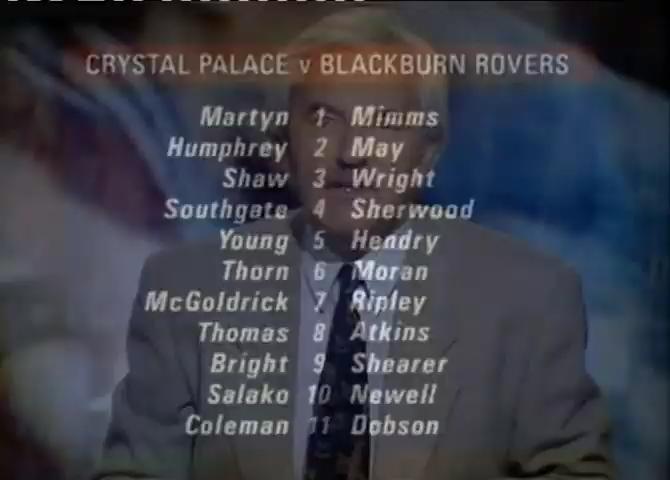 CRYSTAL PALACE v BLACKBURN ROVERS
Martyn 1 Mimms
Humphrey 2 May
Shaw 3 Wright
Southgate 4 Sherwood
Young 5 Hendry
Thorn 6 Moran
McGoldrick 7 Ripley
Thomas 8 Atkins
Bright 9 Shearer
Salako 10 Newell
Coleman 11 Dobson